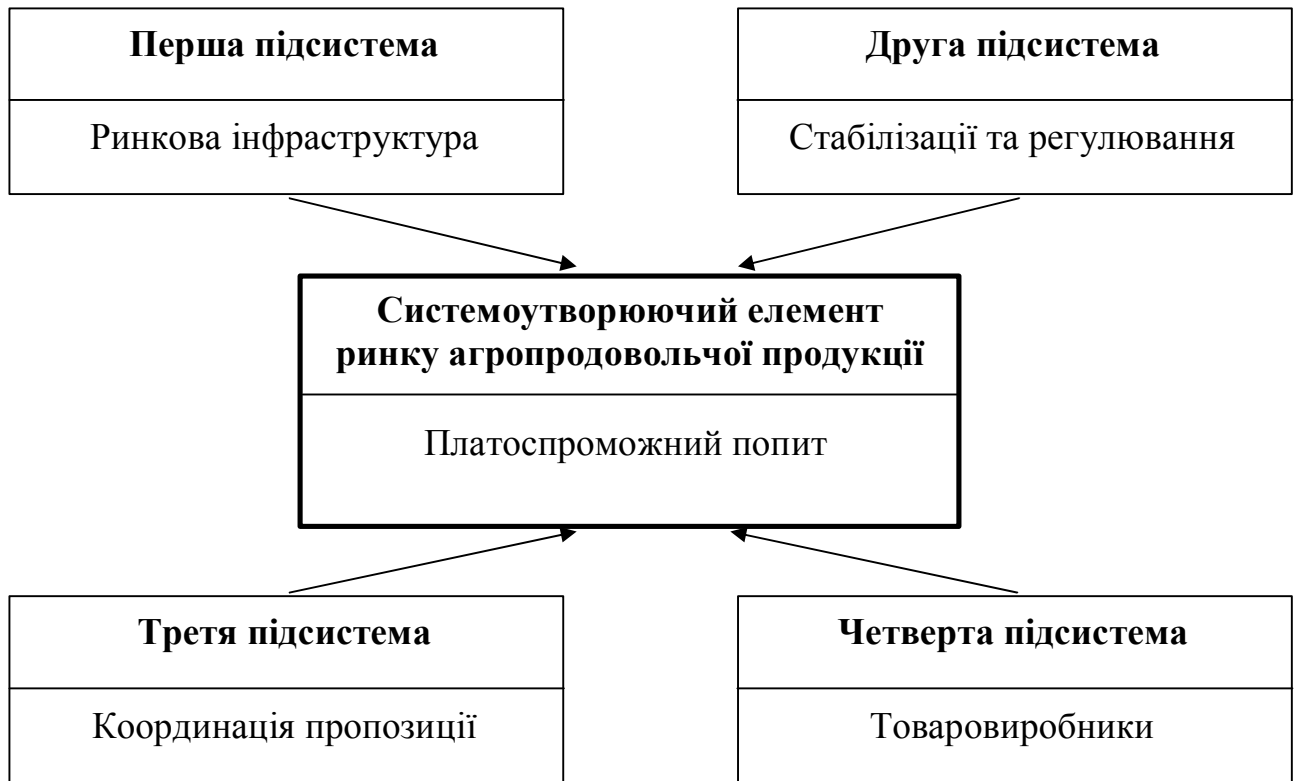 Перша підсистема
Ринкова інфраструктура
Друга підсистема
Стабілізації та регулювання
Системоутворюючий елемент
ринку агропродовольчої продукції
Платоспроможний попит
Третя підсистема
Координація пропозиції
Четверта підсистема
Товаровиробники